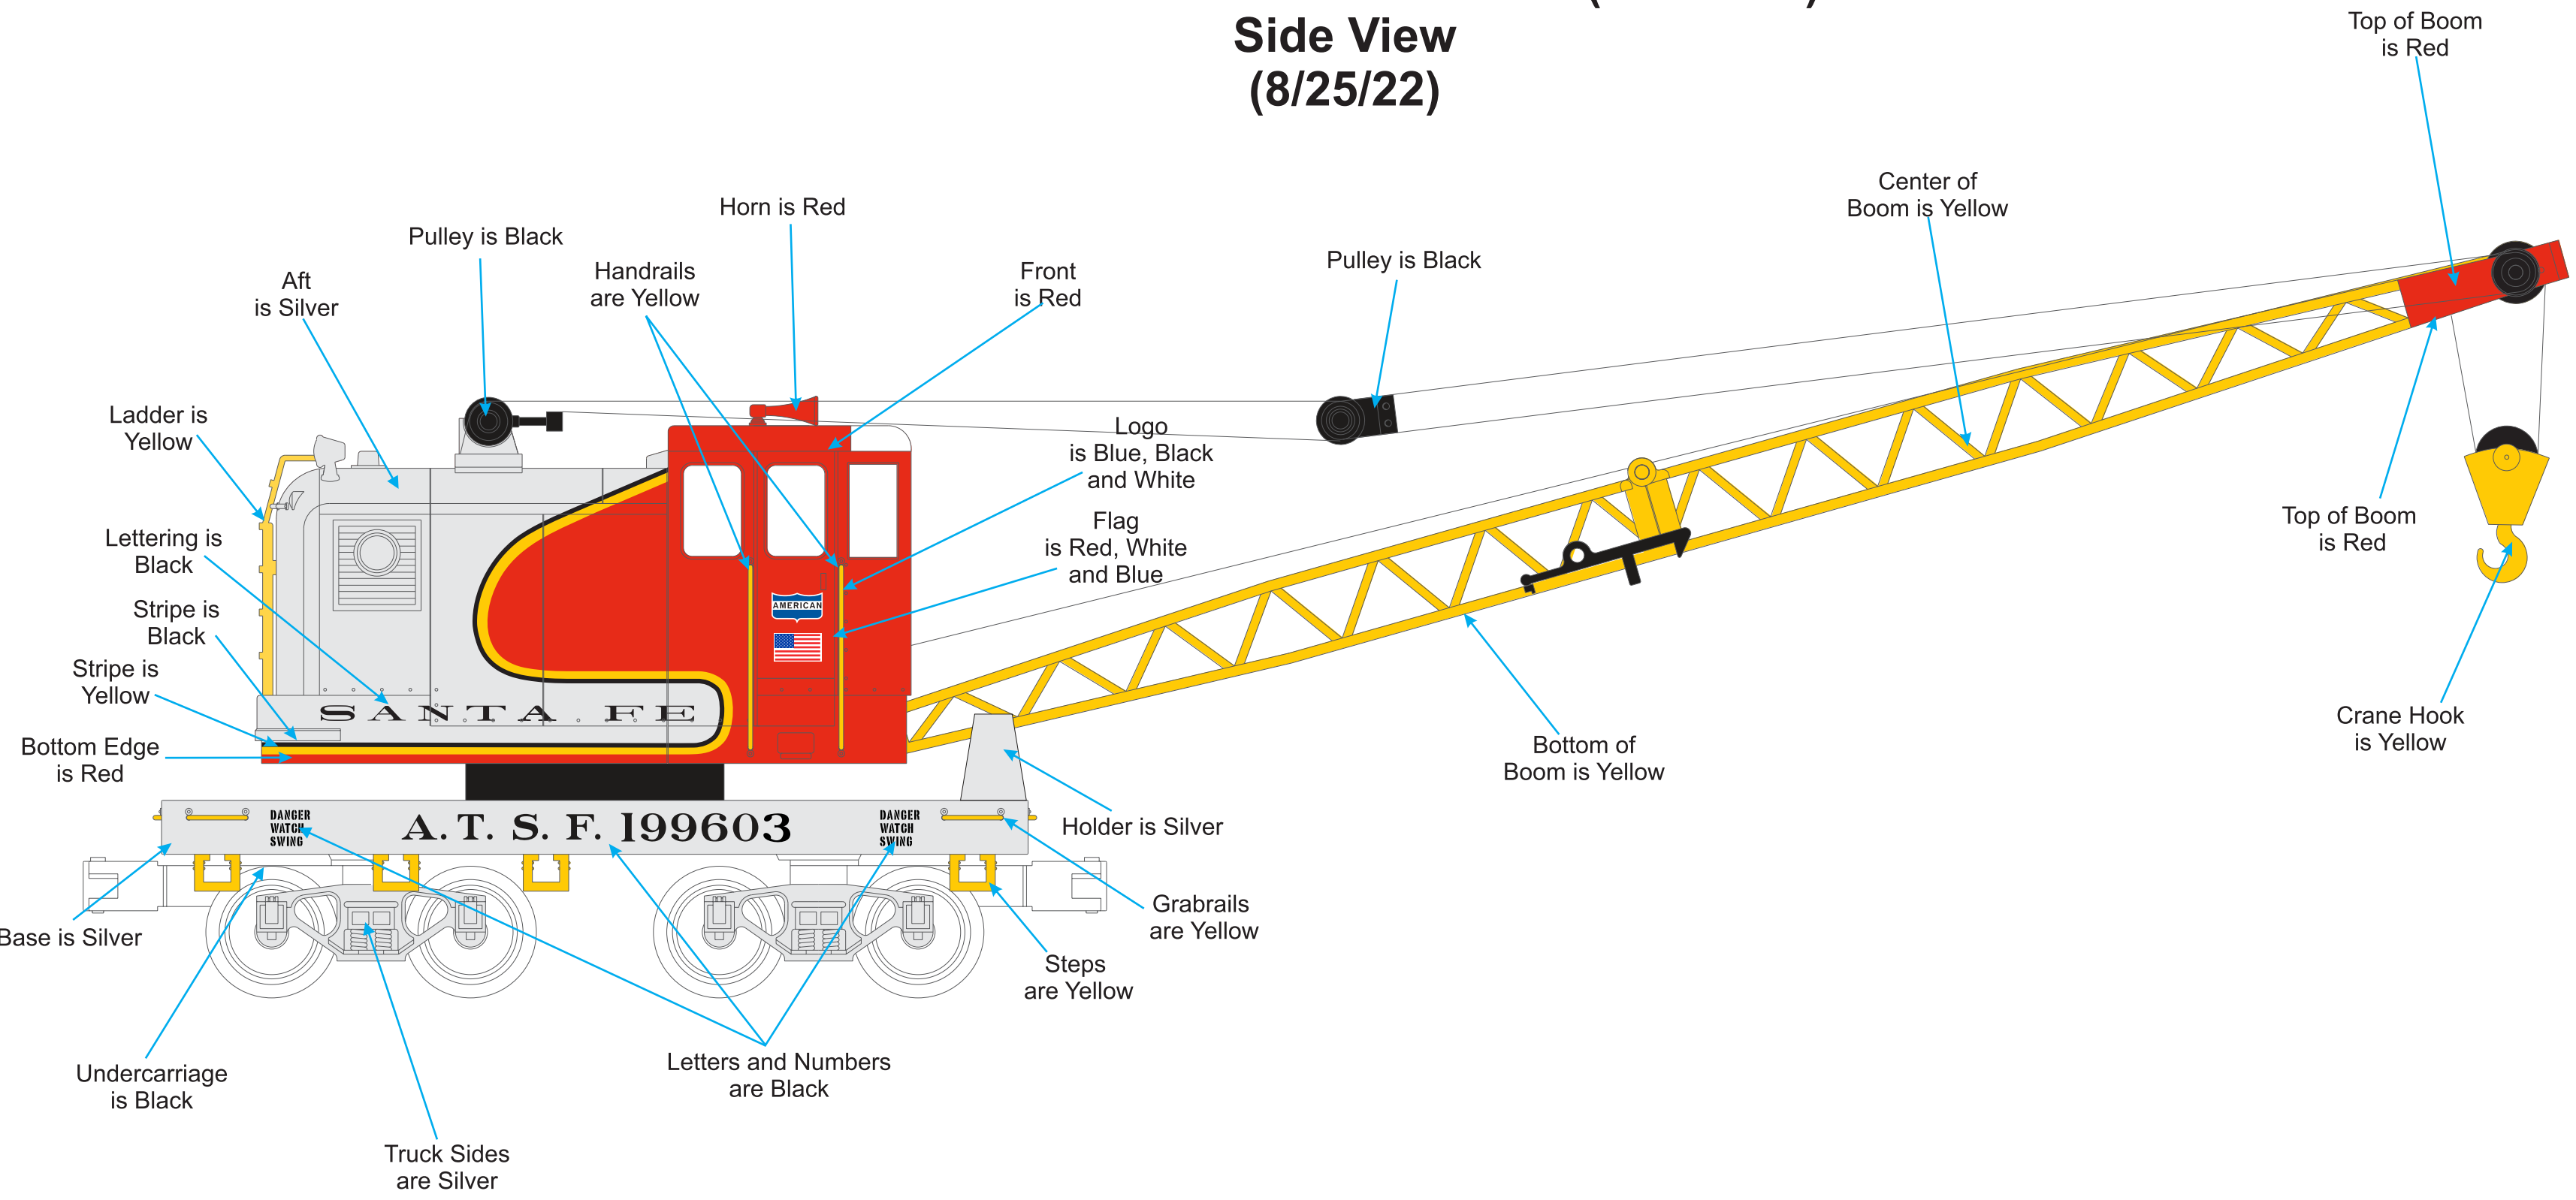 Side View
(8/25/22)
Top of Boom
is Red
Center of
Boom is Yellow
Horn is Red
Pulley is Black
Handrails
are Yellow
Front
is Red
Pulley is Black
Aft
is Silver
Ladder is
Yellow
Logo
is Blue, Black
and White
Flag
is Red, White
and Blue
Lettering is
Black
Stripe is
Black
Stripe is
Yellow
Bottom Edge
is Red
AMERICAN
SANTA FE
Top of Boom
is Red
Crane Hook
is Yellow
Bottom of
Boom is Yellow
Holder is Silver
DANGER
WATCH
SWING
A. T. S. F. 199603
DANGER
WATCH
SWING
Base is Silver
Grabrails
are Yellow
Steps
are Yellow
Undercarriage
is Black
Letters and Numbers
are Black
Truck Sides
are Silver